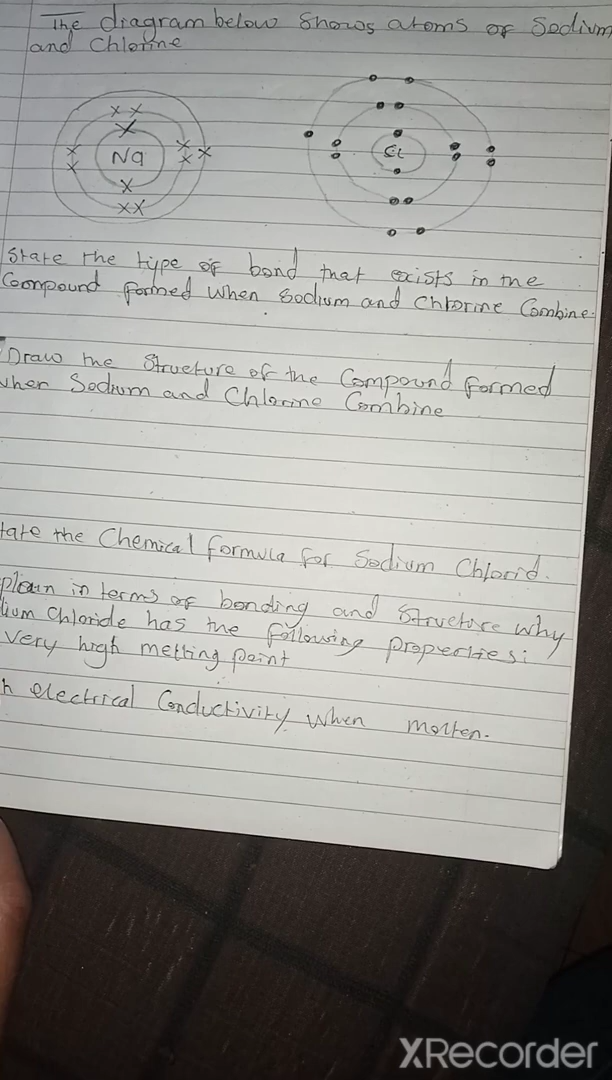 The diagram below shows atoms of Sodium
and Chlorine
Na
Cl
State the type of bond that exists in the
Compound formed when sodium and Chlorine Combine.
Draw the Structure of the Compound formed
when Sodium and Chlorine Combine
tate the Chemical formula for Sodium Chlorid.
plain in terms of bonding and Structure why
ium Chloride has the following properties:
very high melting point
h electrical Conductivity when molten.
XRecorder